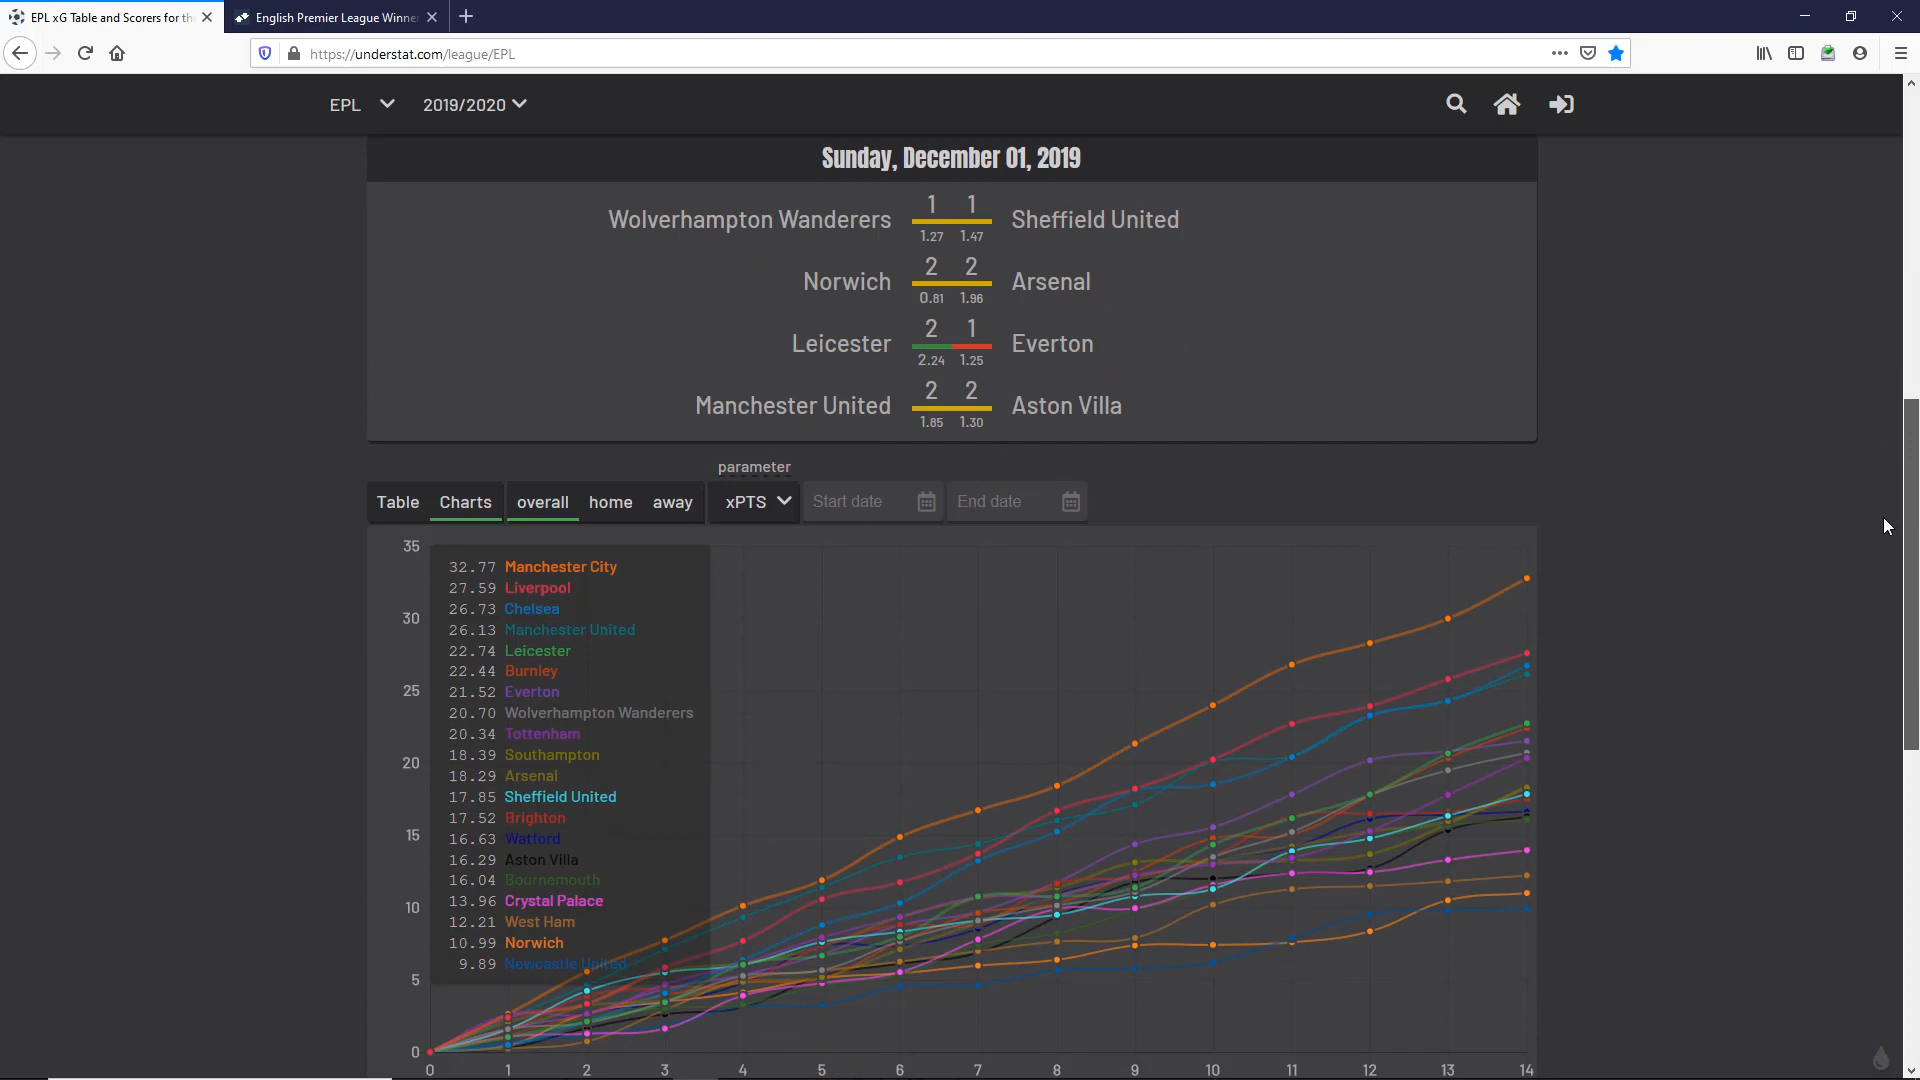 EPL xG Table and Scorers for th
English Premier League Winne
https://understat.com/league/EPL
EPL 2019/2020
Sunday, December 01, 2019
Wolverhampton Wanderers 1 1 Sheffield United
1.27 1.47
Norwich 2 2 Arsenal
0.81 1.96
Leicester 2 1 Everton
2.24 1.25
Manchester United 2 2 Aston Villa
1.85 1.30
parameter
Table Charts overall home away xPTS Start date End date
35
30
25
20
15
10
5
0
32.77 Manchester City
27.59 Liverpool
26.73 Chelsea
26.13 Manchester United
22.74 Leicester
22.44 Burnley
21.52 Everton
20.70 Wolverhampton Wanderers
20.34 Tottenham
18.39 Southampton
18.29 Arsenal
17.85 Sheffield United
17.52 Brighton
16.63 Watford
16.29 Aston Villa
16.04 Bournemouth
13.96 Crystal Palace
12.21 West Ham
10.99 Norwich
9.89 Newcastle United
0 1 2 3 4 5 6 7 8 9 10 11 12 13 14